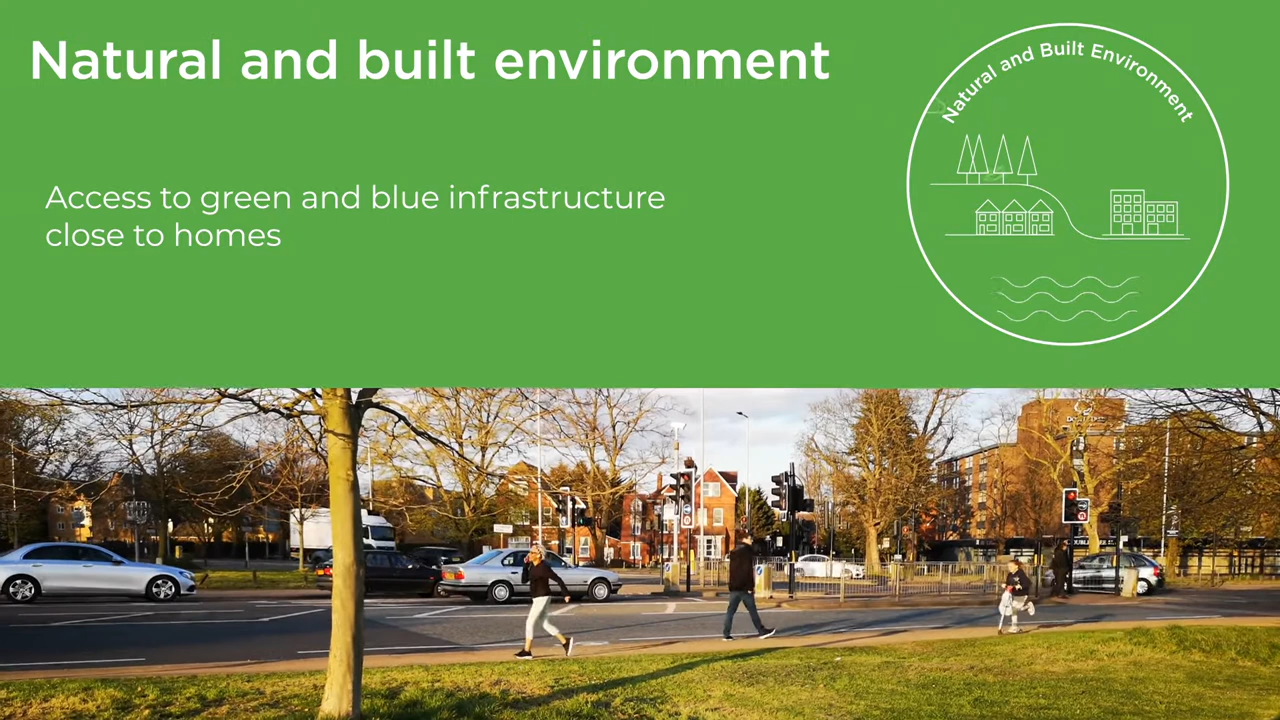 Natural and built environment
Natural and Built Environment
Access to green and blue infrastructure
close to homes